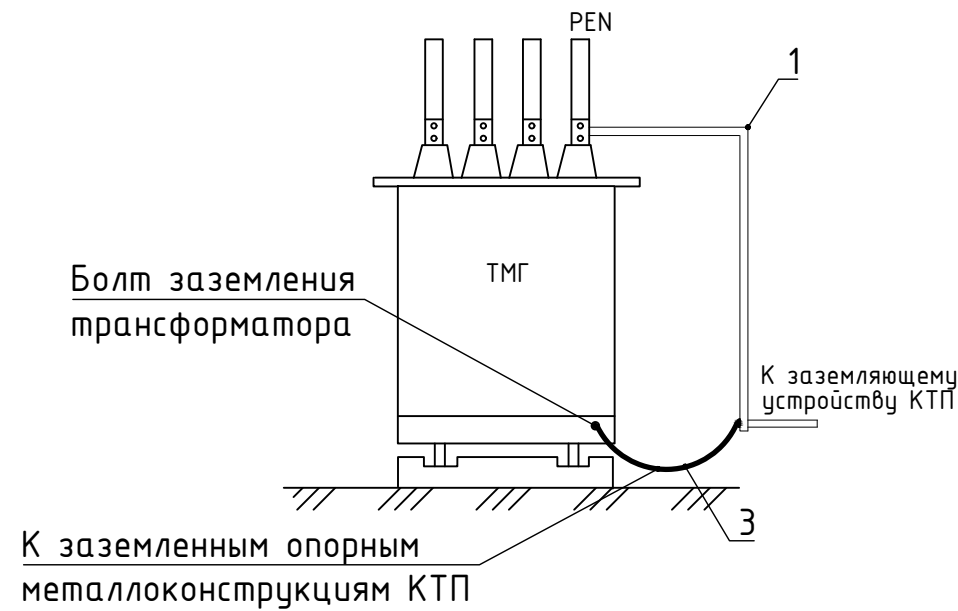 PEN
1
ТМГ
Болт заземления
трансформатора
К заземляющему
устройству КТП
3
К заземленным опорным
металлоконструкциям КТП